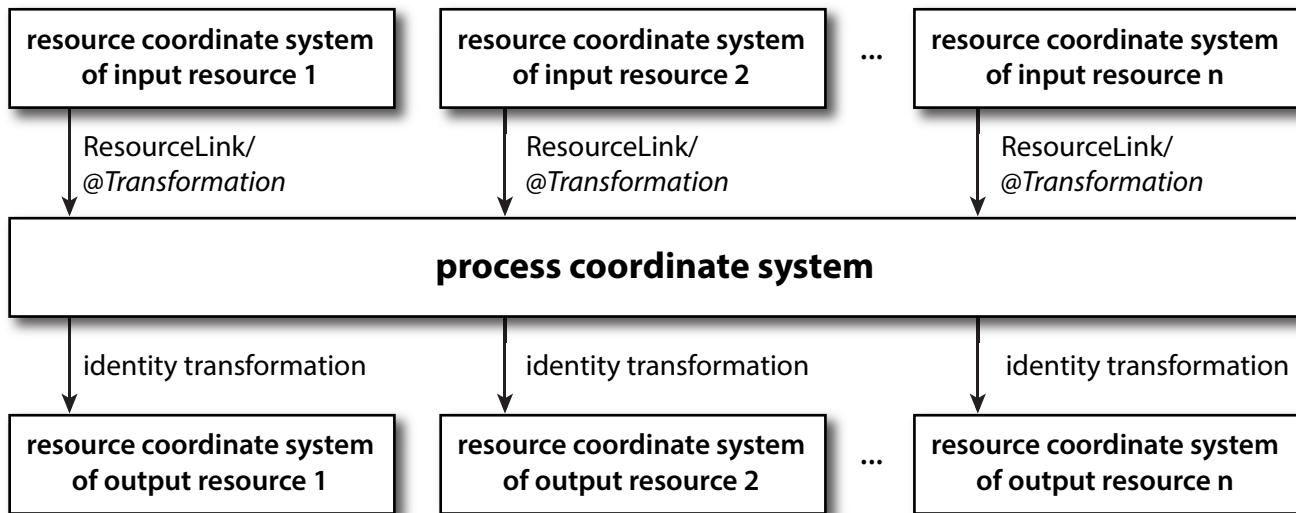 resource coordinate system
of input resource 1
resource coordinate system
of input resource 2
...
resource coordinate system
of input resource n
ResourceLink/
@Transformation
ResourceLink/
@Transformation
ResourceLink/
@Transformation
process coordinate system
identity transformation
identity transformation
identity transformation
resource coordinate system
of output resource 1
resource coordinate system
of output resource 2
...
resource coordinate system
of output resource n